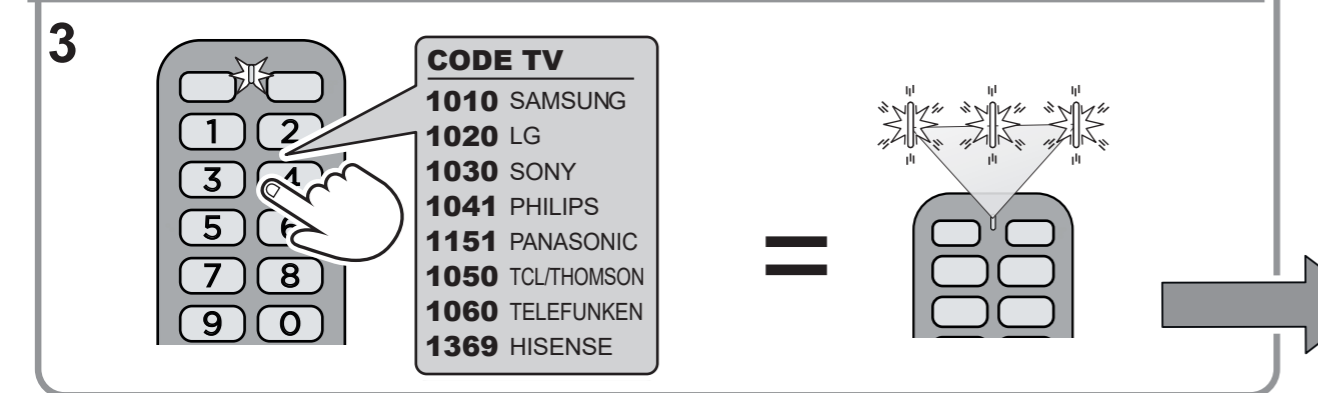 3
CODE TV
1010 SAMSUNG
1020 LG
1030 SONY
1041 PHILIPS
1151 PANASONIC
1050 TCL/THOMSON
1060 TELEFUNKEN
1369 HISENSE
1 2
3 4
5 6
7 8
9 0
=